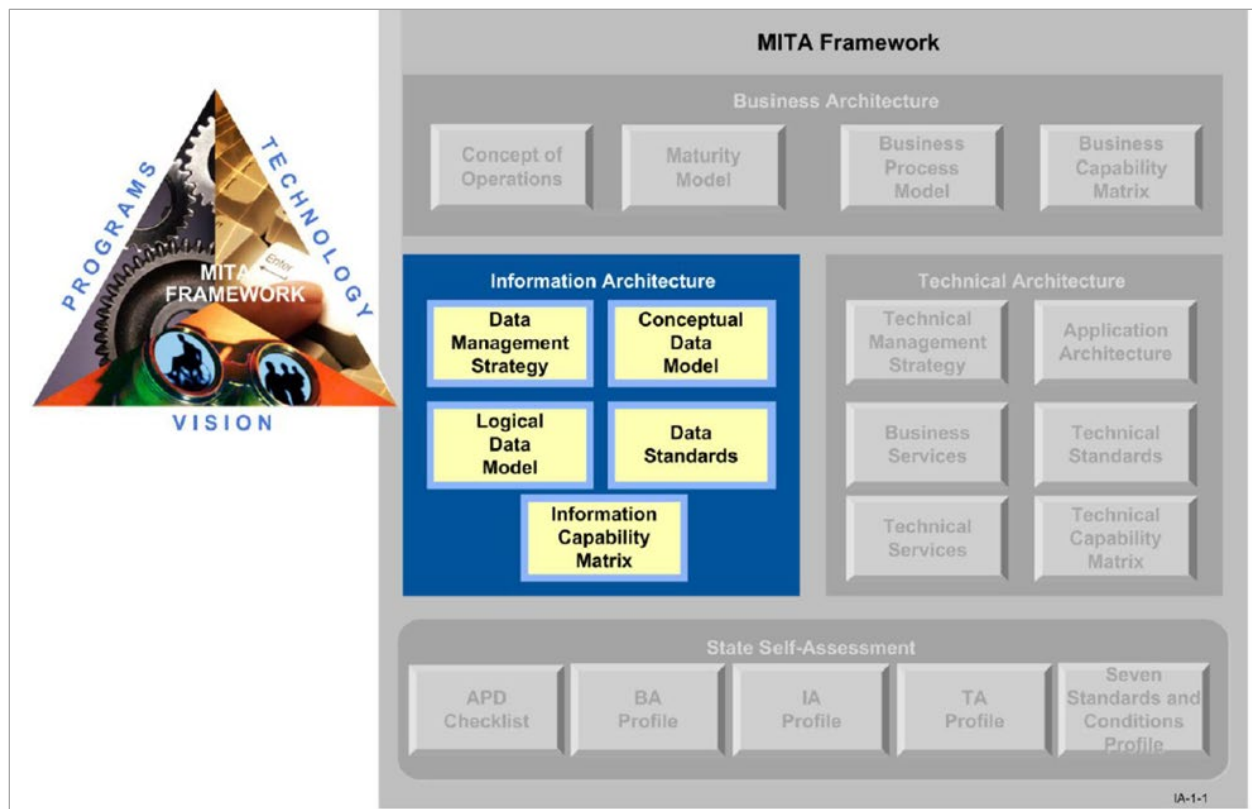 MITA Framework
Business Architecture
Concept of
Operations
Maturity
Model
Business
Process
Model
Business
Capability
Matrix
PROGRAMS
TECHNOLOGY
VISION
Enter
MITA
FRAMEWORK
Information Architecture
Data
Management
Strategy
Conceptual
Data
Model
Logical
Data
Model
Data
Standards
Information
Capability
Matrix
Technical Architecture
Technical
Management
Strategy
Application
Architecture
Business
Services
Technical
Standards
Technical
Services
Technical
Capability
Matrix
State Self-Assessment
APD
Checklist
BA
Profile
IA
Profile
TA
Profile
Seven
Standards and
Conditions
Profile
IA-1-1